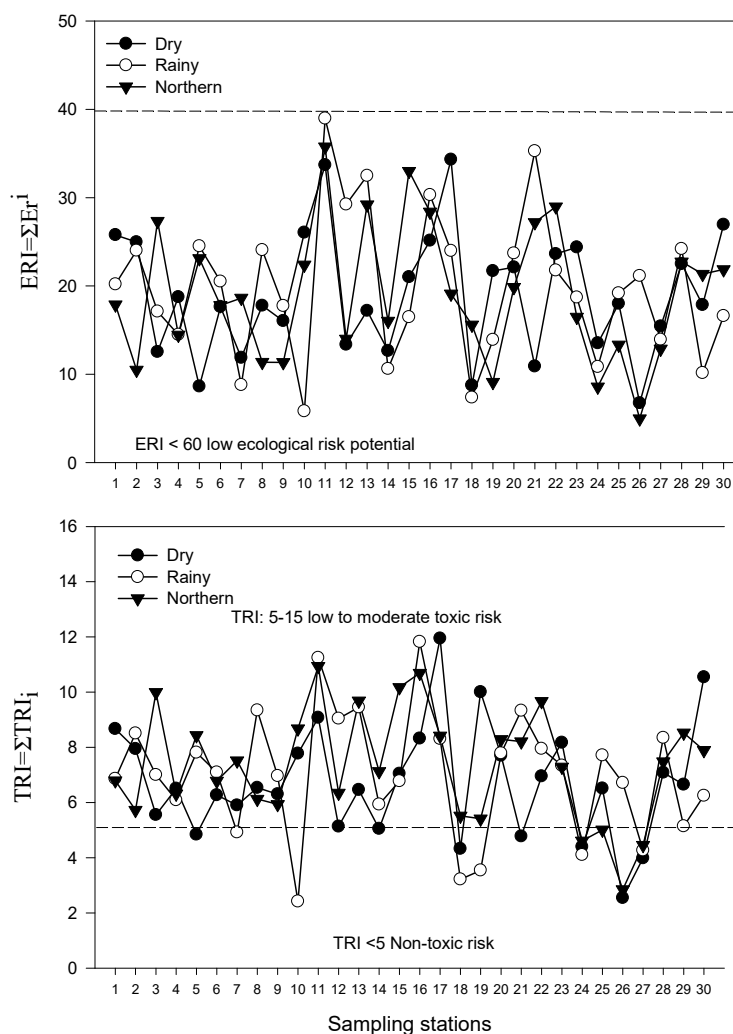 50
40
30
20
10
0
ERI=ΣErⁱ
Dry
Rainy
Northern
ERI < 60 low ecological risk potential
1 2 3 4 5 6 7 8 9 10 11 12 13 14 15 16 17 18 19 20 21 22 23 24 25 26 27 28 29 30
16
14
12
10
8
6
4
2
0
TRI=ΣTRIᵢ
Dry
Rainy
Northern
TRI: 5-15 low to moderate toxic risk
TRI <5 Non-toxic risk
1 2 3 4 5 6 7 8 9 10 11 12 13 14 15 16 17 18 19 20 21 22 23 24 25 26 27 28 29 30
Sampling stations